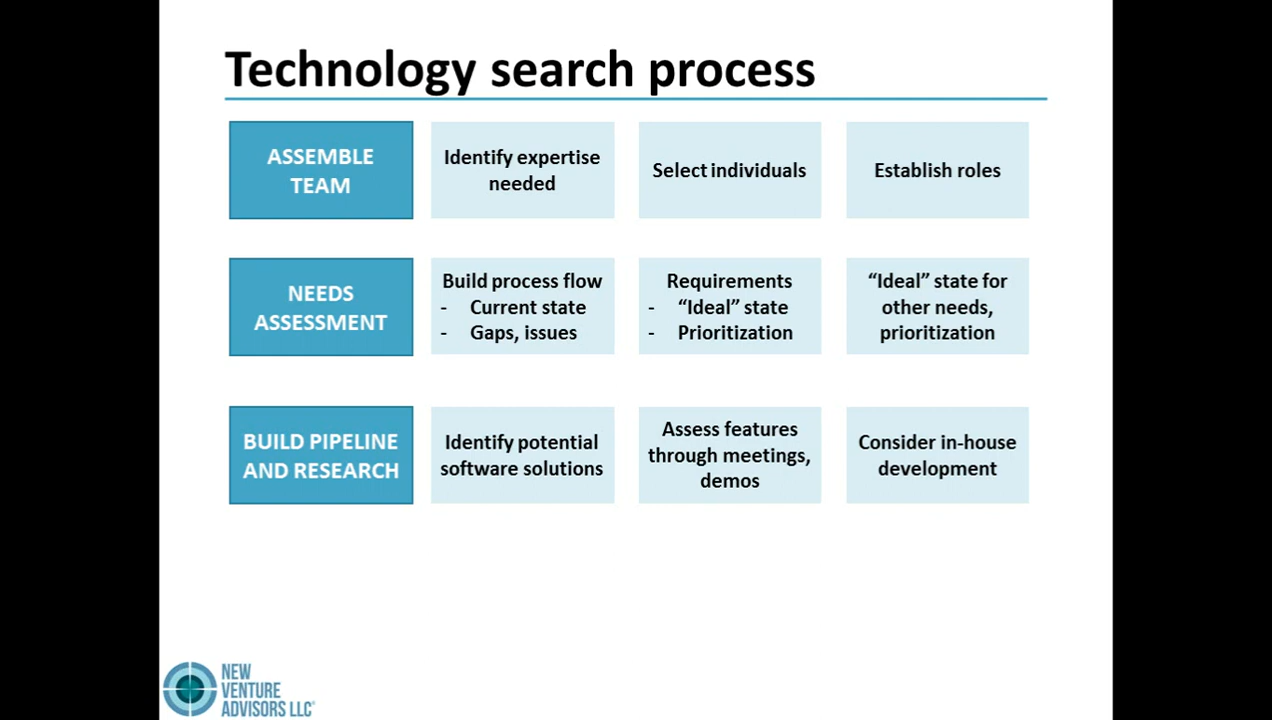 Technology search process
ASSEMBLE
TEAM
Identify expertise
needed
Select individuals
Establish roles
NEEDS
ASSESSMENT
Build process flow
- Current state
- Gaps, issues
Requirements
- “Ideal” state
- Prioritization
“Ideal” state for
other needs,
prioritization
BUILD PIPELINE
AND RESEARCH
Identify potential
software solutions
Assess features
through meetings,
demos
Consider in-house
development
NEW
VENTURE
ADVISORS LLC